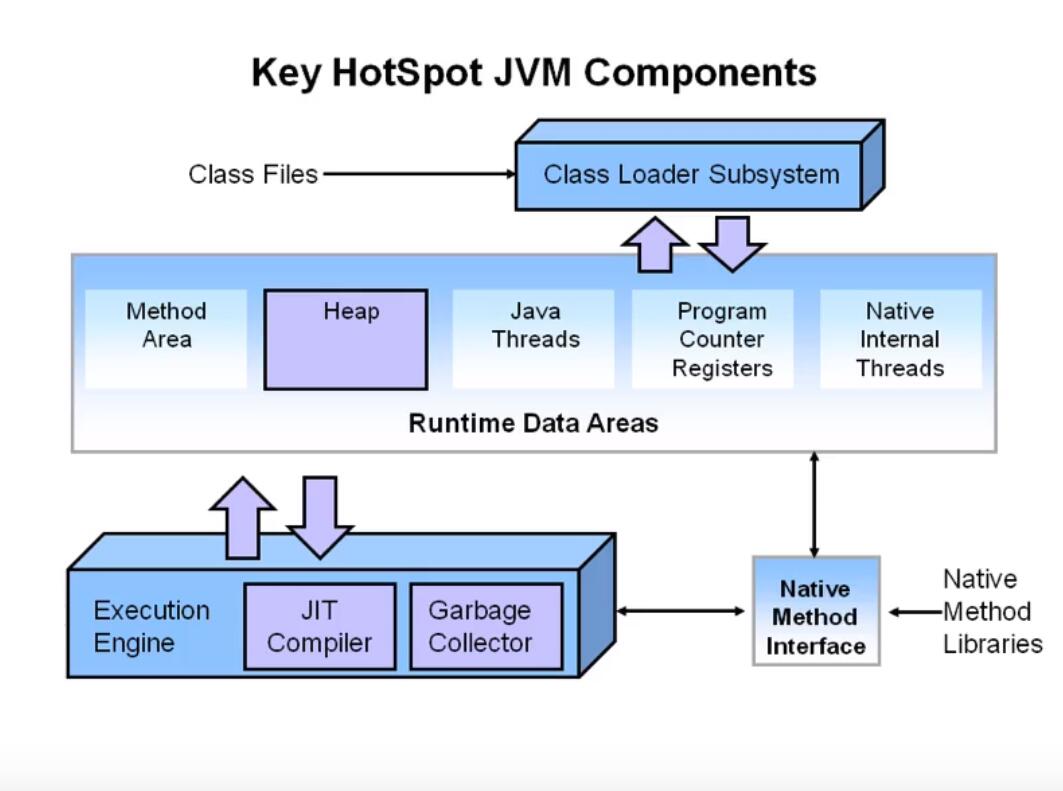 Key HotSpot JVM Components
Class Files
Class Loader Subsystem
Method
Area
Heap
Java
Threads
Program
Counter
Registers
Native
Internal
Threads
Runtime Data Areas
Execution
Engine
JIT
Compiler
Garbage
Collector
Native
Method
Interface
Native
Method
Libraries